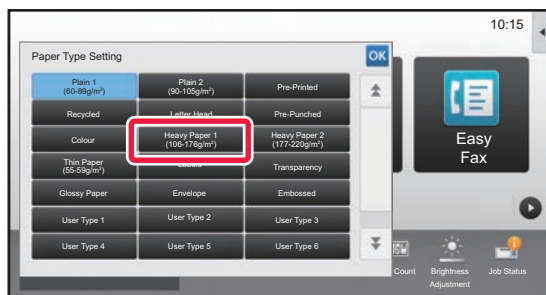 10:15
Paper Type Setting
OK
Plain 1
(60-89g/m²)
Plain 2
(90-105g/m²)
Pre-Printed
Recycled
Letter Head
Pre-Punched
Colour
Heavy Paper 1
(106-176g/m²)
Heavy Paper 2
(177-220g/m²)
Thin Paper
(55-59g/m²)
Labels
Transparency
Glossy Paper
Envelope
Embossed
User Type 1
User Type 2
User Type 3
User Type 4
User Type 5
User Type 6
Easy
Fax
Count
Brightness
Adjustment
Job Status